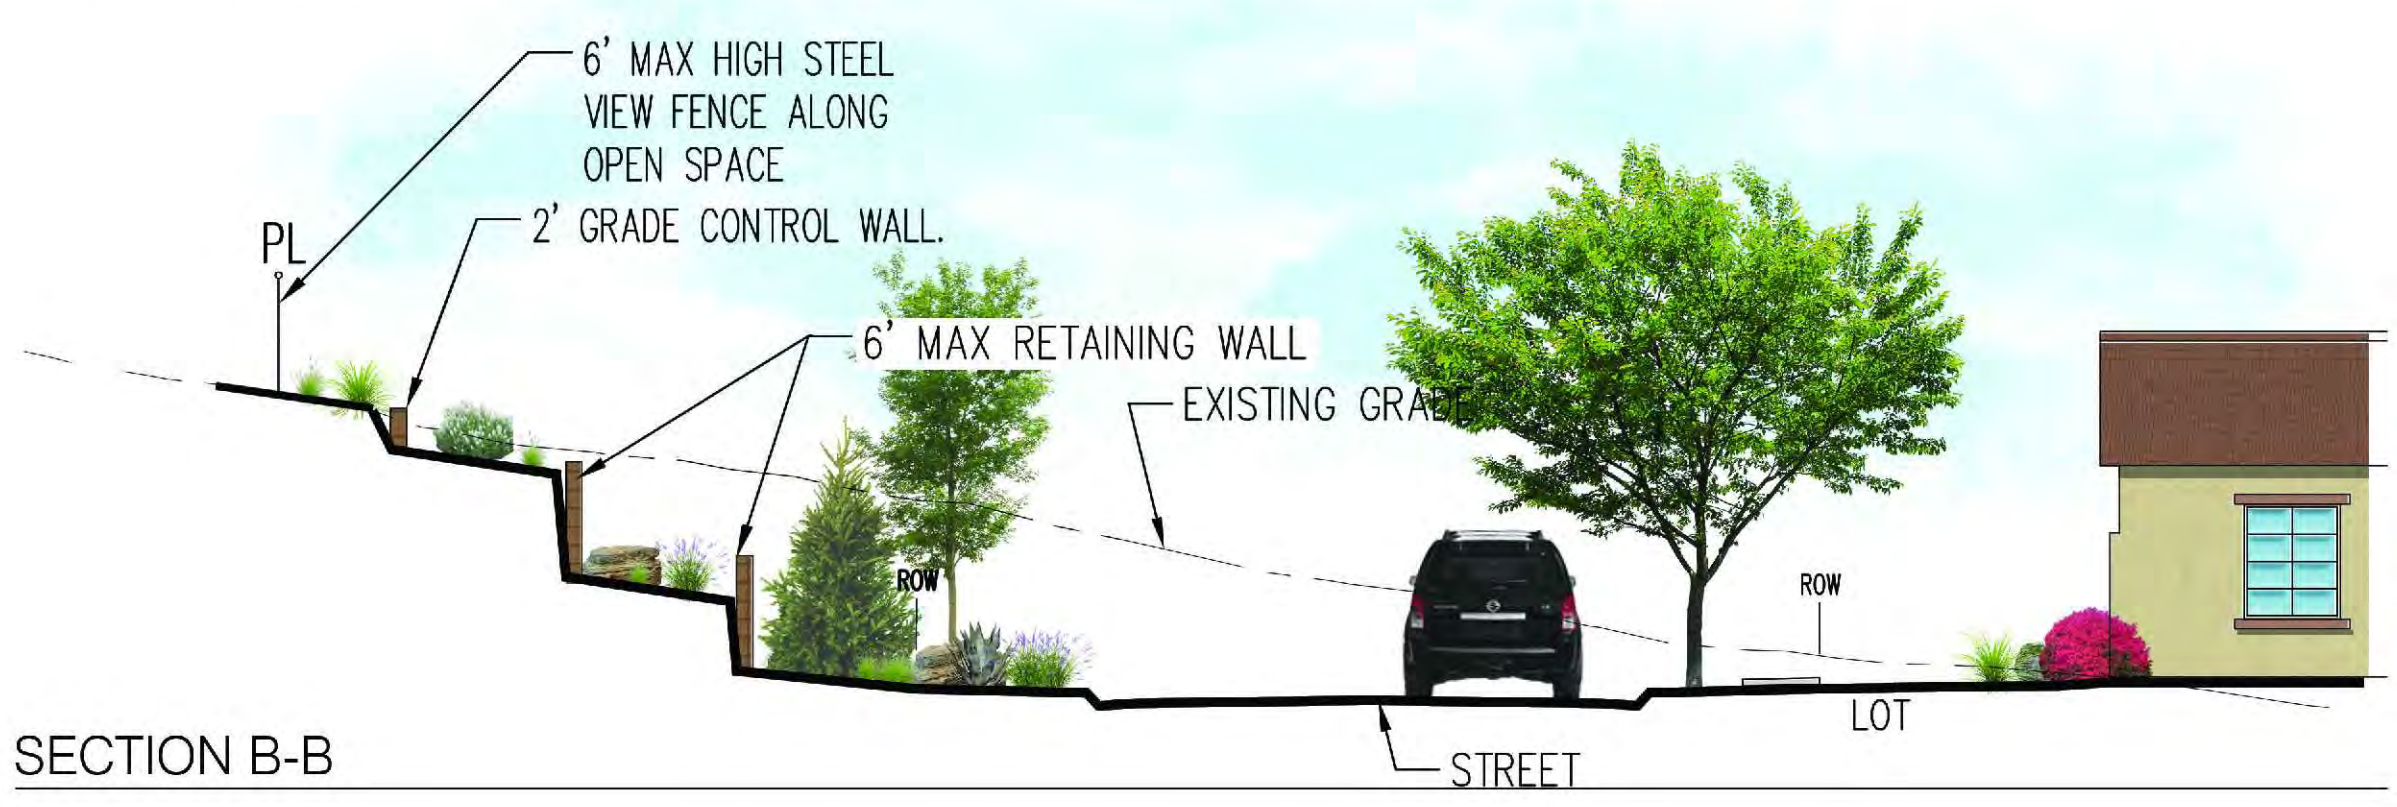 6' MAX HIGH STEEL
VIEW FENCE ALONG
OPEN SPACE
2' GRADE CONTROL WALL.
PL
6' MAX RETAINING WALL
EXISTING GRADE
ROW
ROW
LOT
STREET
SECTION B-B